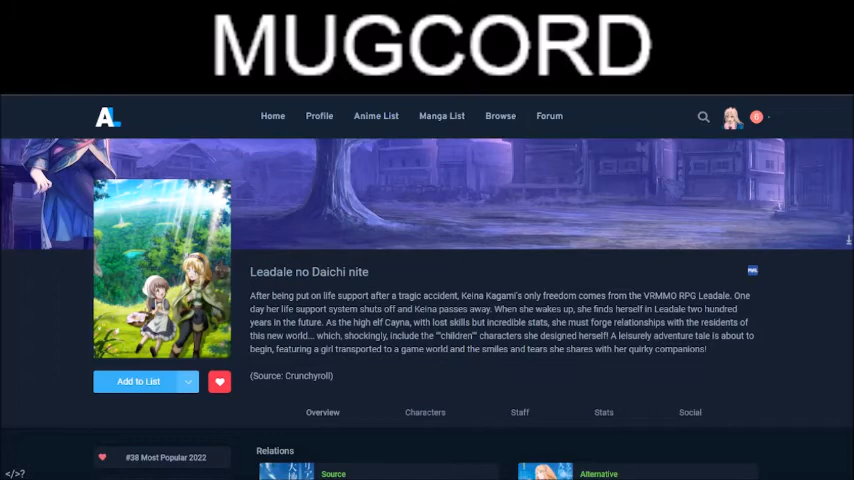 MUGCORD
AL
Home Profile Anime List Manga List Browse Forum
6
Leadale no Daichi nite
After being put on life support after a tragic accident, Keina Kagami's only freedom comes from the VRMMO RPG Leadale. One
day her life support system shuts off and Keina passes away. When she wakes up, she finds herself in Leadale two hundred
years in the future. As the high elf Cayna, with lost skills but incredible stats, she must forge relationships with the residents of
this new world... which, shockingly, include the ""children"" characters she designed herself! A leisurely adventure tale is about to
begin, featuring a girl transported to a game world and the smiles and tears she shares with her quirky companions!
(Source: Crunchyroll)
Add to List
Overview Characters Staff Stats Social
#38 Most Popular 2022
Relations
Source
Alternative
</>?